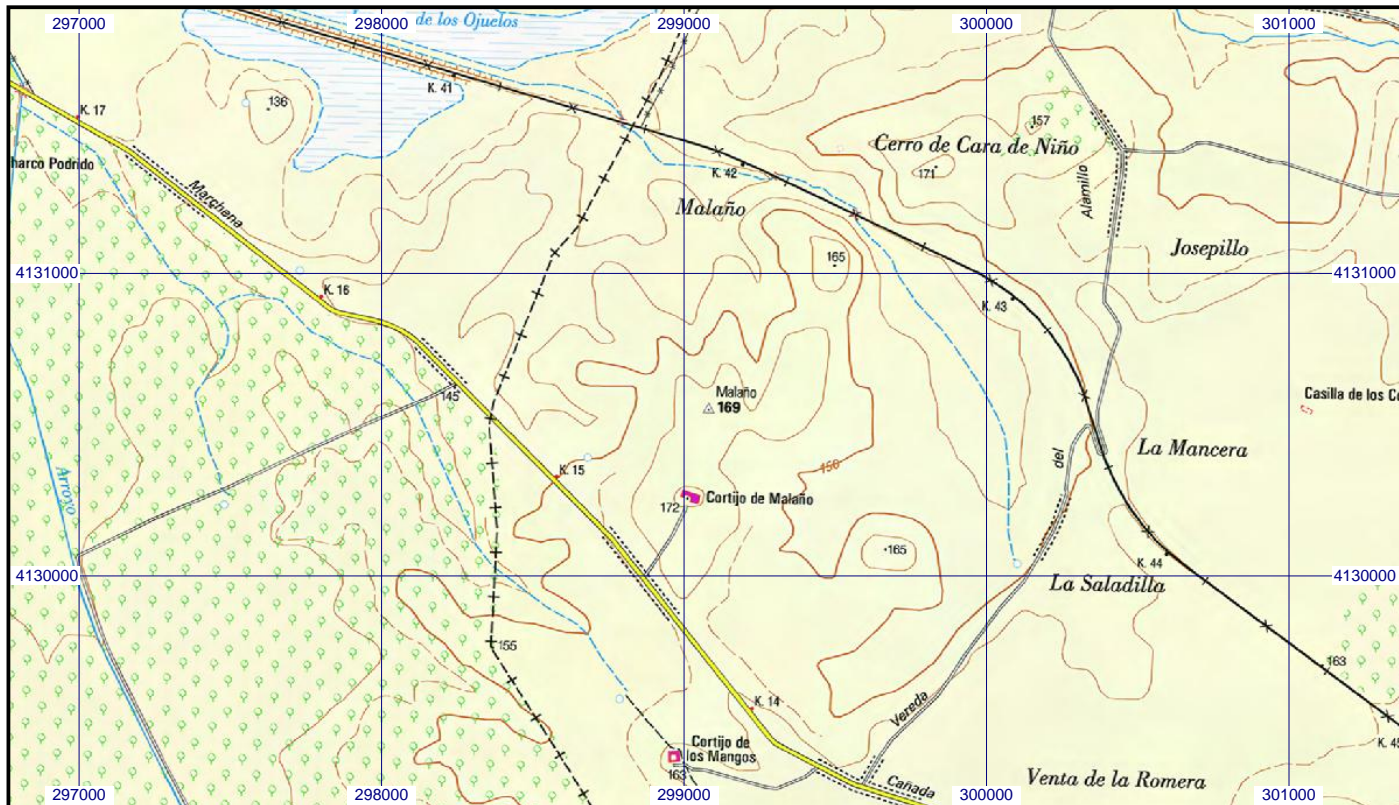 297000
298000
de los Ojuelos
299000
300000
301000
K. 41
136
K. 17
157
Cerro de Cara de Niño
harco Podrido
K. 42
171
Marchena
Alamillo
Malaño
Josepillo
165
4131000
4131000
K. 16
K. 43
Malaño
169
145
Casilla de los Co
La Mancera
del
150
K. 15
Arroyo
172
Cortijo de Malaño
165
K. 44
4130000
4130000
La Saladilla
155
163
K. 14
Vereda
Cortijo de
los Mangos
K. 45
163
Cañada
Venta de la Romera
297000
298000
299000
300000
301000